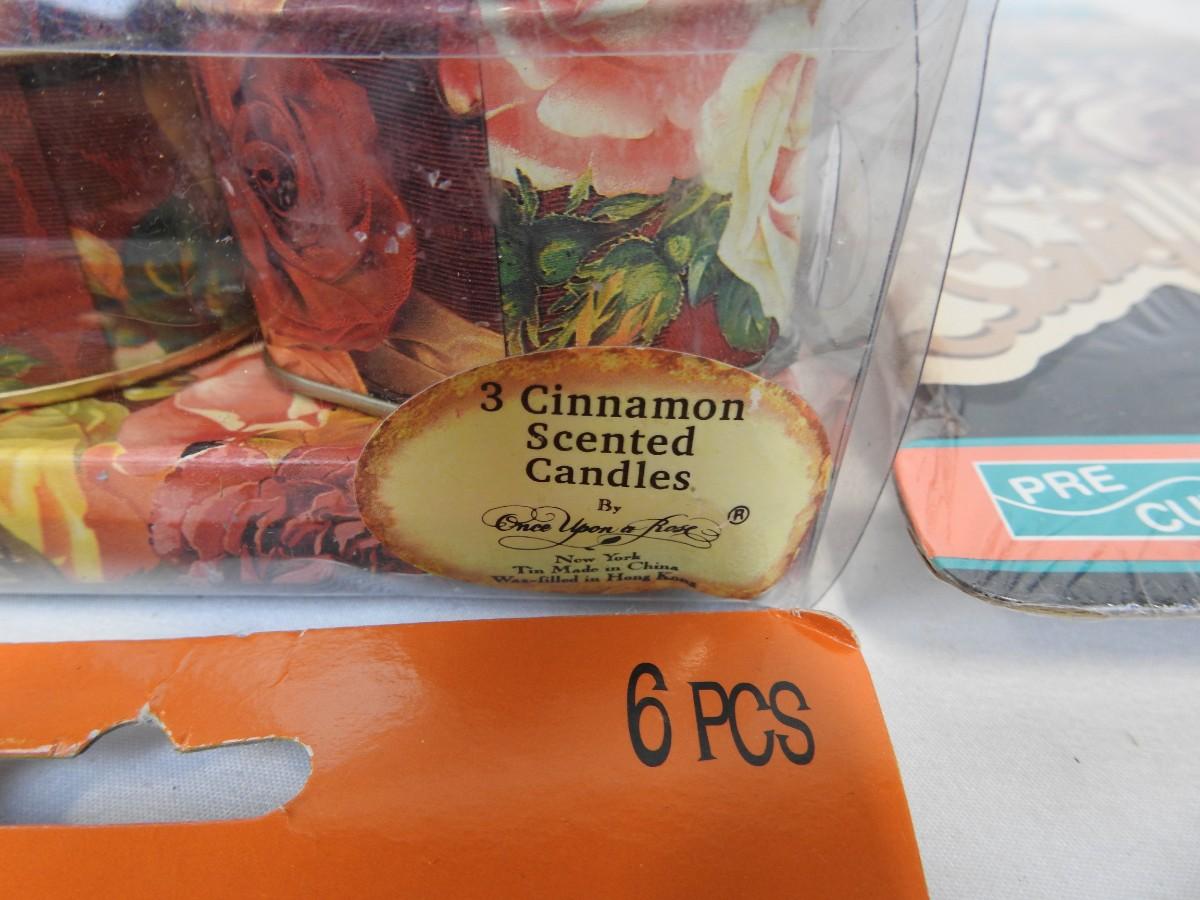 3 Cinnamon
Scented
Candles
By
Once Upon a Rose ®
New York
Tin Made in China
Wax-filled in Hong Kong
PRE
6 PCS